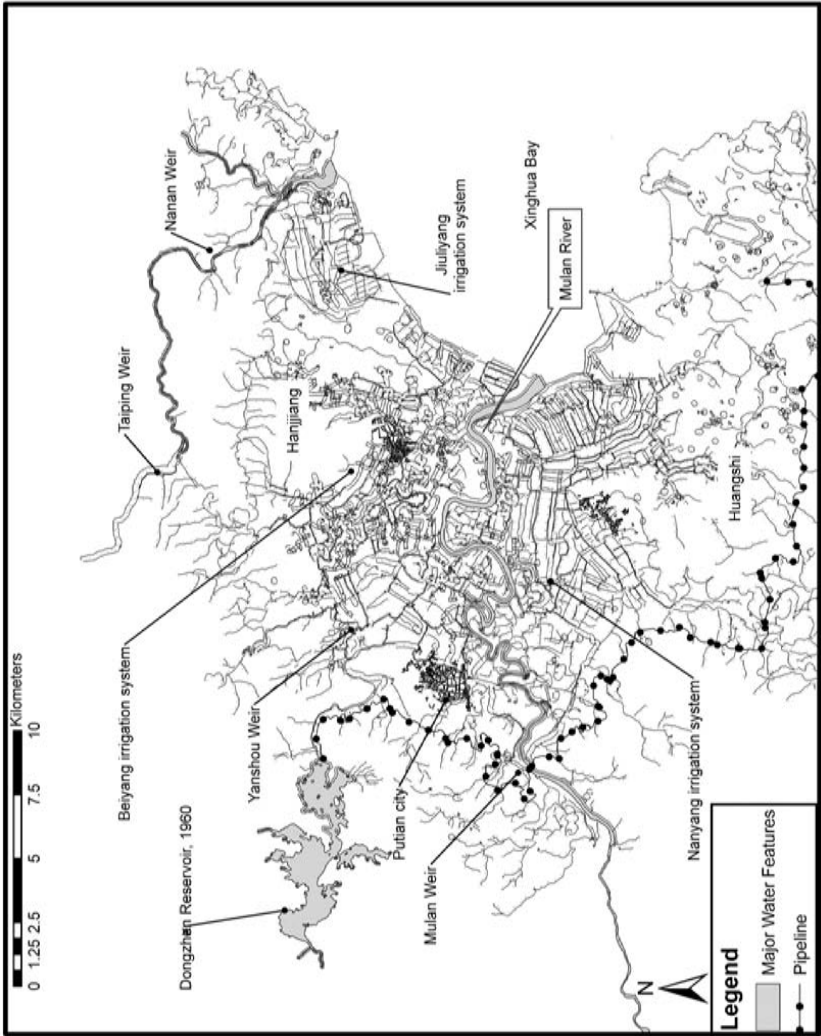 Kilometers
0 1.25 2.5 5 7.5 10
Dongzhen Reservoir, 1960
Beiyang irrigation system
Yanshou Weir
Taiping Weir
Nanan Weir
Hanjjiang
Jiuliyang
irrigation system
Xinghua Bay
Mulan River
Putian city
Mulan Weir
Nanyang irrigation system
Huangshi
N
Legend
Major Water Features
Pipeline